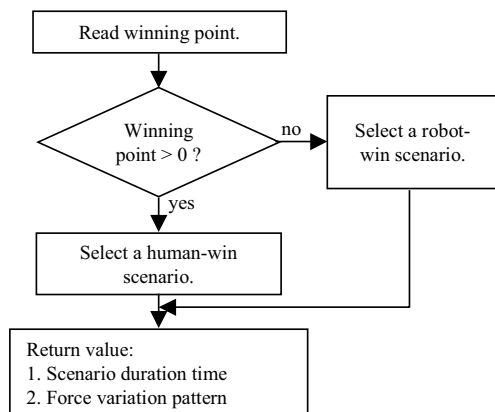 Read winning point.
Winning
point > 0 ?
no
Select a robot-
win scenario.
yes
Select a human-win
scenario.
Return value:
1. Scenario duration time
2. Force variation pattern